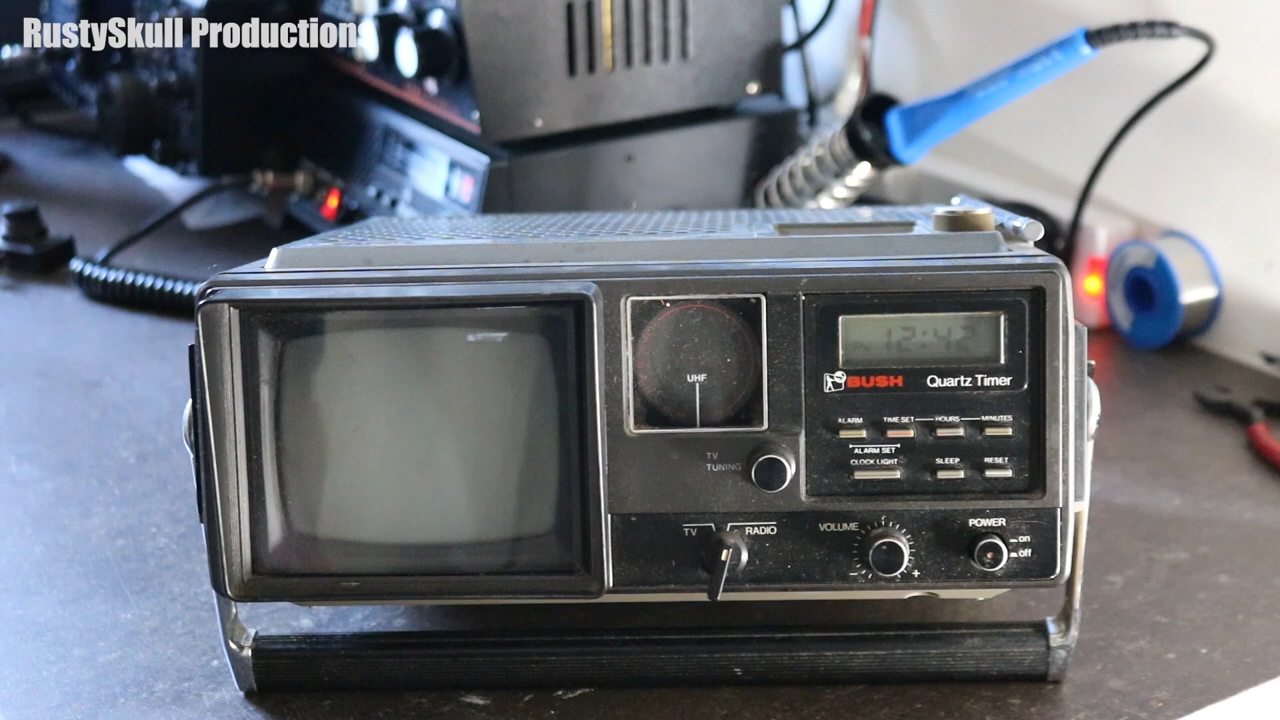 RustySkull Productions
12:42
UHF
BUSH Quartz Timer
ALARM TIME SET HOURS MINUTES
ALARM SET
CLOCK LIGHT SLEEP RESET
TV
TUNING
TV RADIO
VOLUME
- +
POWER
on
off